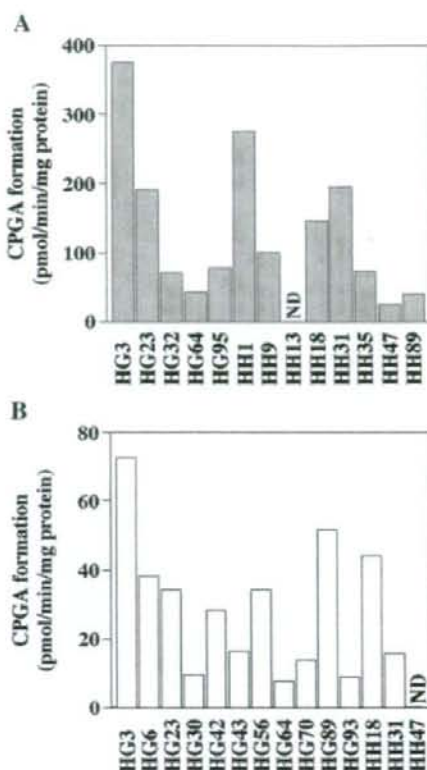 A
CPGA formation
(pmol/min/mg protein)
400
300
200
100
0
ND
HG3
HG23
HG32
HG64
HG95
HH1
HH9
HH13
HH18
HH31
HH35
HH47
HH89
B
CPGA formation
(pmol/min/mg protein)
80
60
40
20
0
ND
HG3
HG6
HG23
HG30
HG42
HG43
HG56
HG64
HG70
HG89
HG93
HH18
HH31
HH47